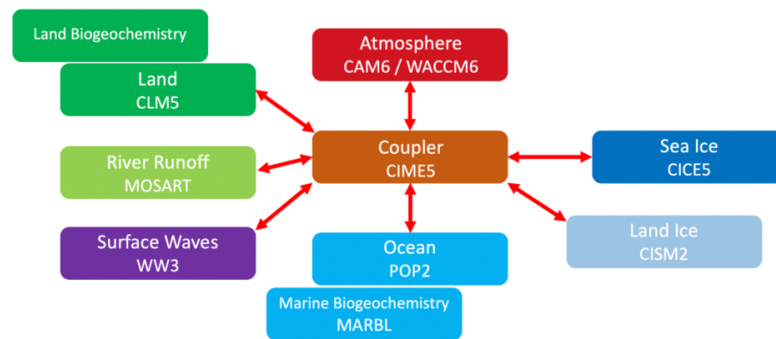 Land Biogeochemistry
Land
CLM5
Atmosphere
CAM6 / WACCM6
River Runoff
MOSART
Coupler
CIME5
Sea Ice
CICE5
Surface Waves
WW3
Ocean
POP2
Land Ice
CISM2
Marine Biogeochemistry
MARBL